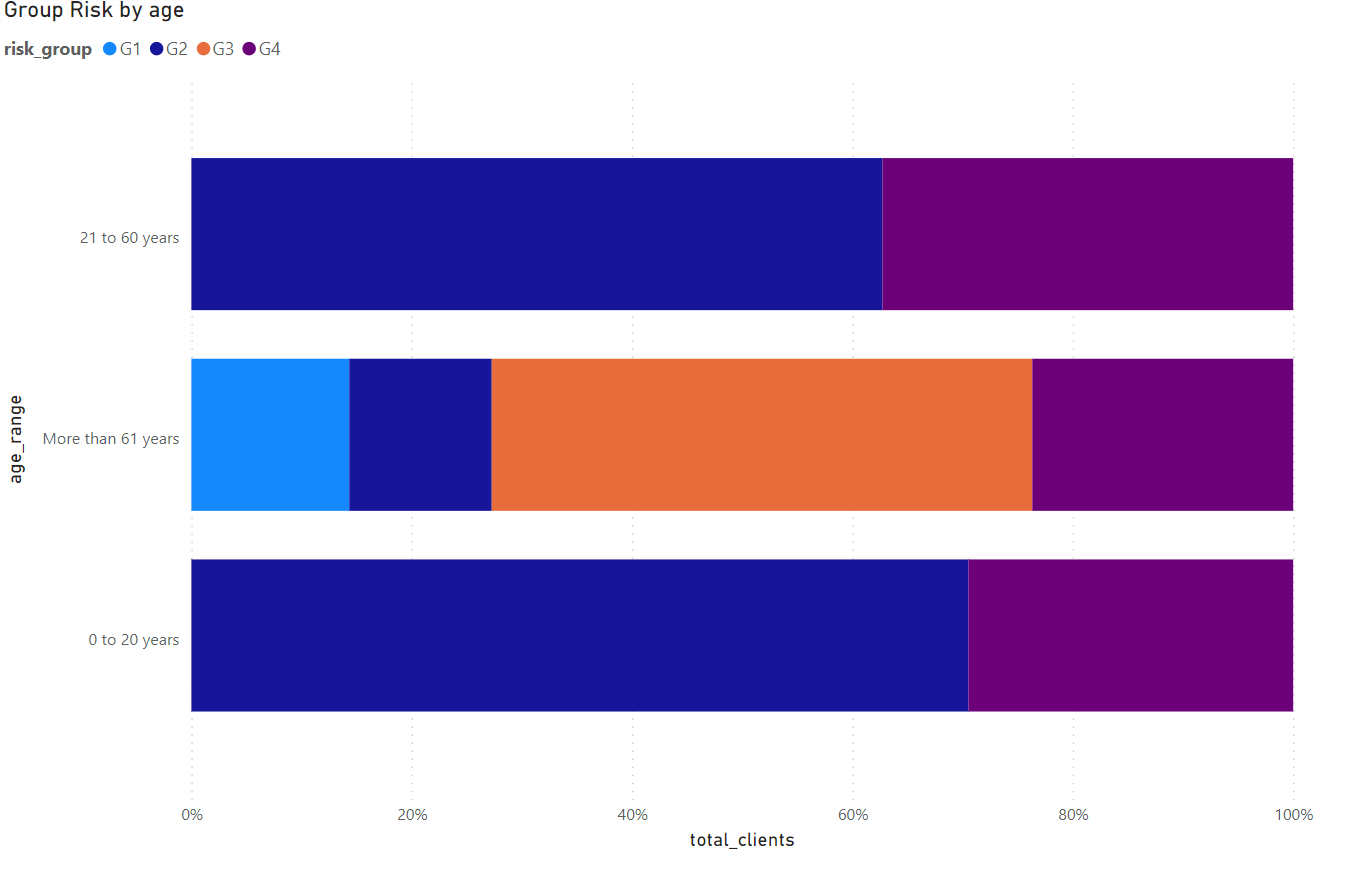 Group Risk by age
risk_group G1 G2 G3 G4
age_range
21 to 60 years
More than 61 years
0 to 20 years
0% 20% 40% 60% 80% 100%
total_clients